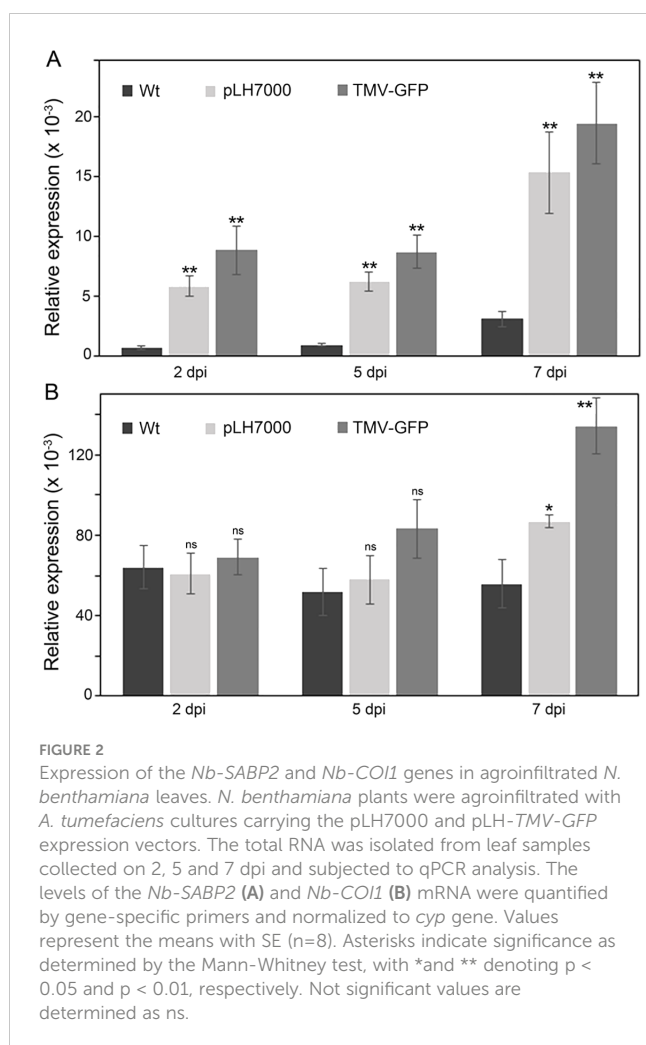 A
Wt pLH7000 TMV-GFP
Relative expression (x 10-3)
20
15
10
5
0
** ** ** ** ** **
2 dpi 5 dpi 7 dpi
B
Wt pLH7000 TMV-GFP
Relative expression (x 10-3)
120
80
40
0
ns ns ns ns * **
2 dpi 5 dpi 7 dpi
FIGURE 2
Expression of the Nb-SABP2 and Nb-COI1 genes in agroinfiltrated N.
benthamiana leaves. N. benthamiana plants were agroinfiltrated with
A. tumefaciens cultures carrying the pLH7000 and pLH-TMV-GFP
expression vectors. The total RNA was isolated from leaf samples
collected on 2, 5 and 7 dpi and subjected to qPCR analysis. The
levels of the Nb-SABP2 (A) and Nb-COI1 (B) mRNA were quantified
by gene-specific primers and normalized to cyp gene. Values
represent the means with SE (n=8). Asterisks indicate significance as
determined by the Mann-Whitney test, with *and ** denoting p <
0.05 and p < 0.01, respectively. Not significant values are
determined as ns.